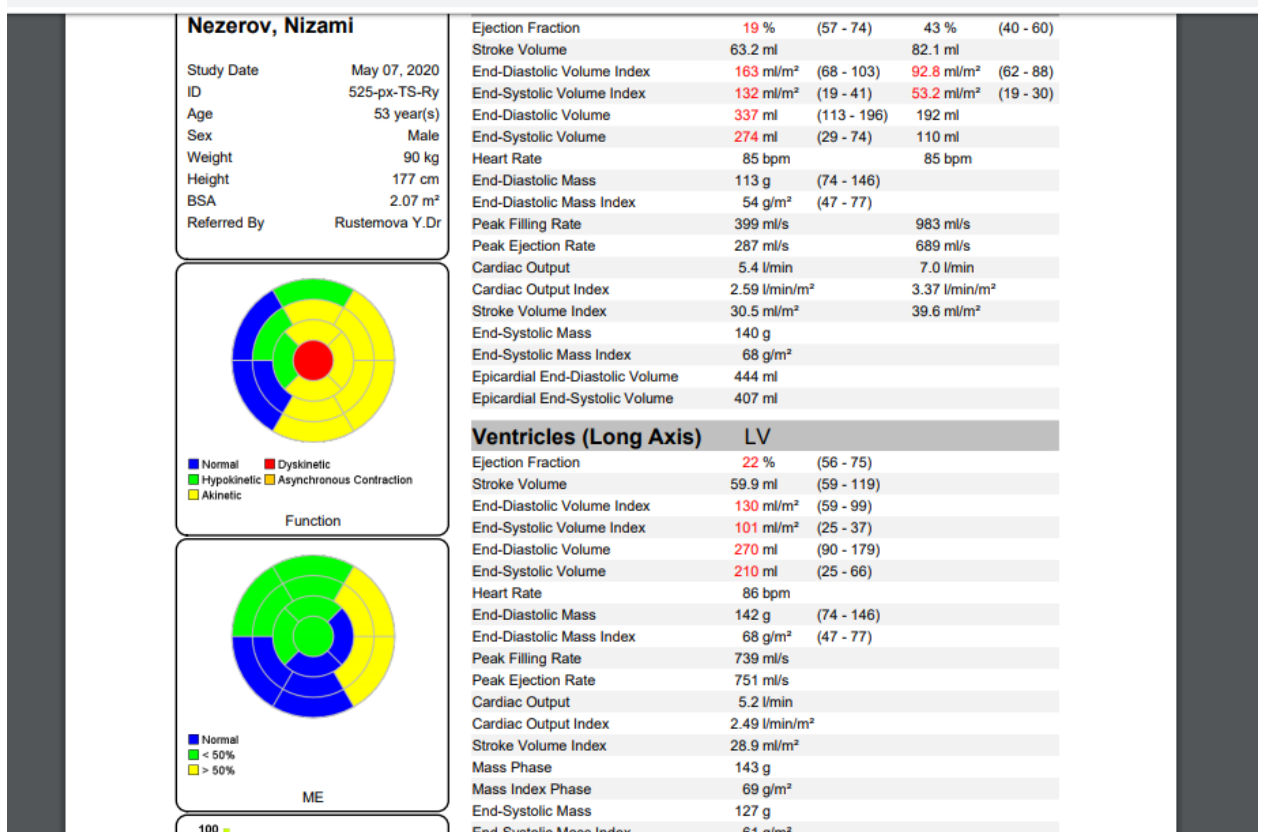 Nezerov, Nizami
Study Date May 07, 2020
ID 525-px-TS-Ry
Age 53 year(s)
Sex Male
Weight 90 kg
Height 177 cm
BSA 2.07 m²
Referred By Rustemova Y.Dr
Normal Dyskinetic
Hypokinetic Asynchronous Contraction
Akinetic
Function
Normal
< 50%
> 50%
ME
100
Ejection Fraction 19 % (57 - 74) 43 % (40 - 60)
Stroke Volume 63.2 ml 82.1 ml
End-Diastolic Volume Index 163 ml/m² (68 - 103) 92.8 ml/m² (62 - 88)
End-Systolic Volume Index 132 ml/m² (19 - 41) 53.2 ml/m² (19 - 30)
End-Diastolic Volume 337 ml (113 - 196) 192 ml
End-Systolic Volume 274 ml (29 - 74) 110 ml
Heart Rate 85 bpm 85 bpm
End-Diastolic Mass 113 g (74 - 146)
End-Diastolic Mass Index 54 g/m² (47 - 77)
Peak Filling Rate 399 ml/s 983 ml/s
Peak Ejection Rate 287 ml/s 689 ml/s
Cardiac Output 5.4 l/min 7.0 l/min
Cardiac Output Index 2.59 l/min/m² 3.37 l/min/m²
Stroke Volume Index 30.5 ml/m² 39.6 ml/m²
End-Systolic Mass 140 g
End-Systolic Mass Index 68 g/m²
Epicardial End-Diastolic Volume 444 ml
Epicardial End-Systolic Volume 407 ml
Ventricles (Long Axis) LV
Ejection Fraction 22 % (56 - 75)
Stroke Volume 59.9 ml (59 - 119)
End-Diastolic Volume Index 130 ml/m² (59 - 99)
End-Systolic Volume Index 101 ml/m² (25 - 37)
End-Diastolic Volume 270 ml (90 - 179)
End-Systolic Volume 210 ml (25 - 66)
Heart Rate 86 bpm
End-Diastolic Mass 142 g (74 - 146)
End-Diastolic Mass Index 68 g/m² (47 - 77)
Peak Filling Rate 739 ml/s
Peak Ejection Rate 751 ml/s
Cardiac Output 5.2 l/min
Cardiac Output Index 2.49 l/min/m²
Stroke Volume Index 28.9 ml/m²
Mass Phase 143 g
Mass Index Phase 69 g/m²
End-Systolic Mass 127 g
End-Systolic Mass Index 61 g/m²